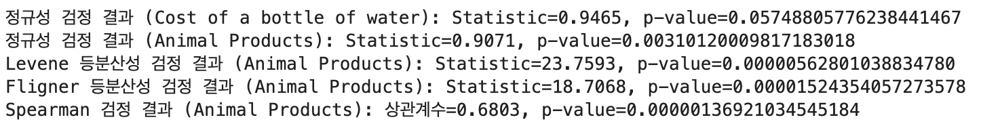 정규성 검정 결과 (Cost of a bottle of water): Statistic=0.9465, p-value=0.05748805776238441467
정규성 검정 결과 (Animal Products): Statistic=0.9071, p-value=0.00310120009817183018
Levene 등분산성 검정 결과 (Animal Products): Statistic=23.7593, p-value=0.00000562801038834780
Fligner 등분산성 검정 결과 (Animal Products): Statistic=18.7068, p-value=0.00001524354057273578
Spearman 검정 결과 (Animal Products): 상관계수=0.6803, p-value=0.00000136921034545184